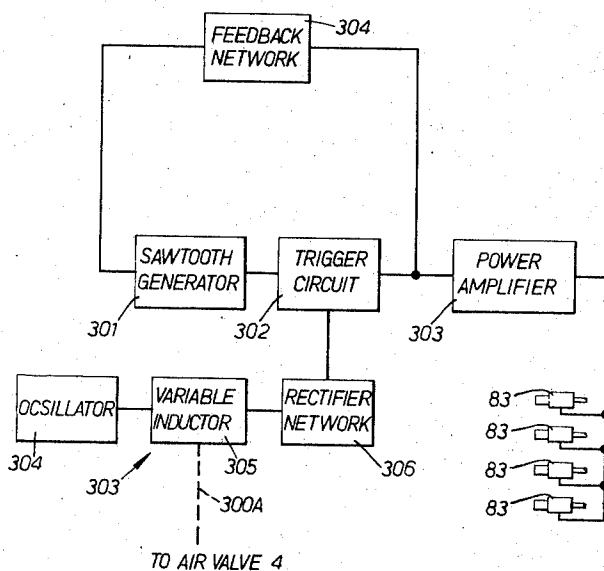 FEEDBACK
NETWORK
304
SAWTOOTH
GENERATOR
301
TRIGGER
CIRCUIT
302
POWER
AMPLIFIER
303
OCSILLATOR
304
VARIABLE
INDUCTOR
305
303
RECTIFIER
NETWORK
306
83
83
83
83
300A
TO AIR VALVE 4